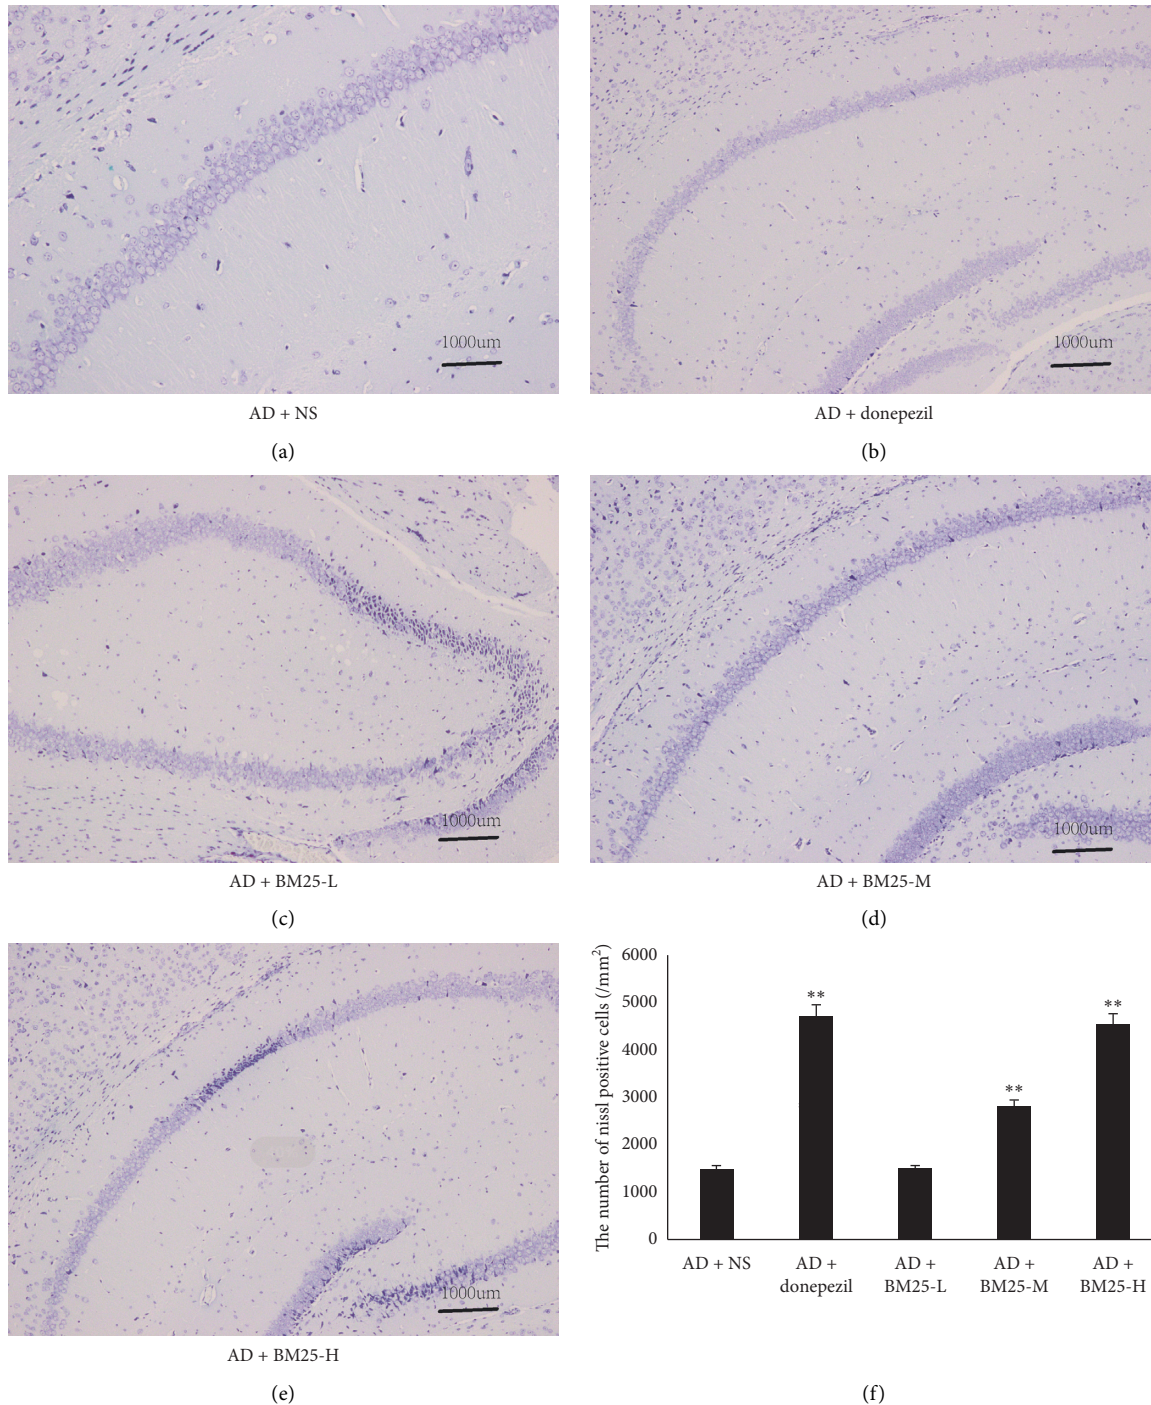 1000um
1000um
AD + NS
AD + donepezil
(a)
(b)
1000um
1000um
AD + BM25-L
AD + BM25-M
(c)
(d)
1000um
AD + BM25-H
(e)
The number of nissl positive cells (/mm²)
6000
5000
4000
3000
2000
1000
0
**
**
**
AD + NS
AD +
donepezil
AD +
BM25-L
AD +
BM25-M
AD +
BM25-H
(f)